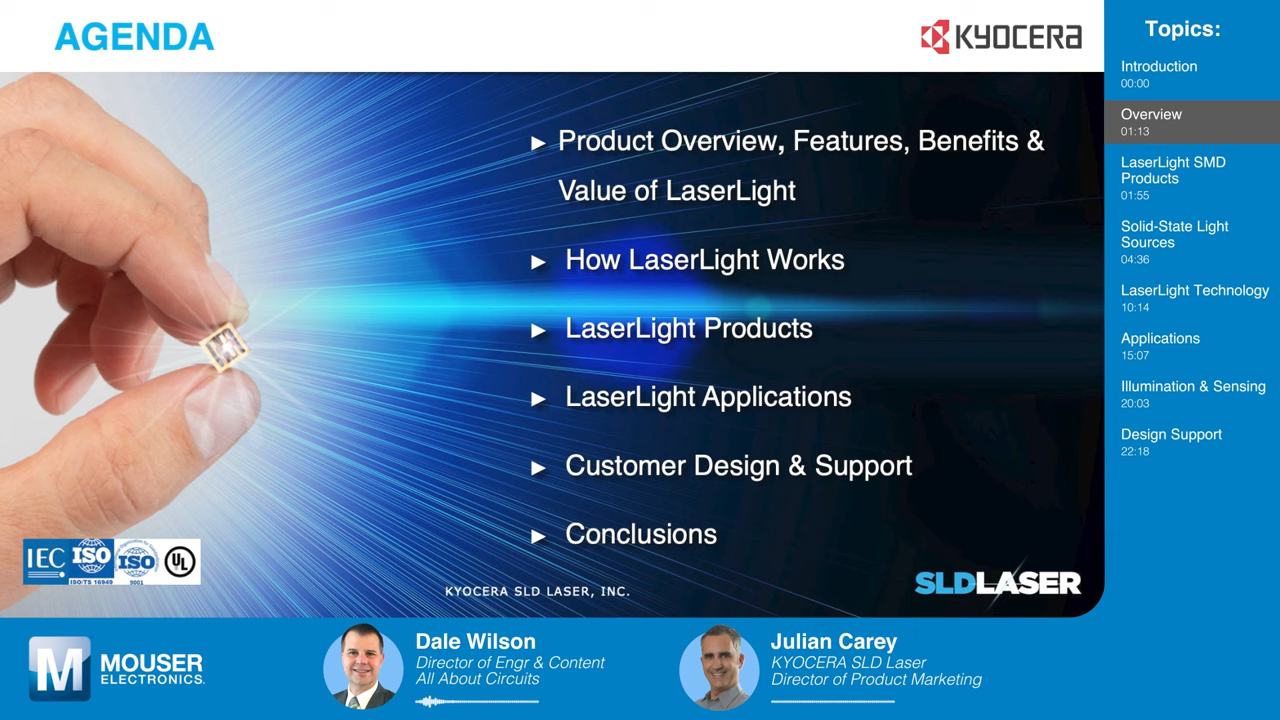 AGENDA
KYOCERA
► Product Overview, Features, Benefits &
Value of LaserLight
► How LaserLight Works
► LaserLight Products
► LaserLight Applications
► Customer Design & Support
► Conclusions
IEC
ISO
ISO/TS 16949
ISO
9001
UL
KYOCERA SLD LASER, INC.
SLDLASER
Topics:
Introduction
00:00
Overview
01:13
LaserLight SMD
Products
01:55
Solid-State Light
Sources
04:36
LaserLight Technology
10:14
Applications
15:07
Illumination & Sensing
20:03
Design Support
22:18
M
MOUSER
ELECTRONICS.
Dale Wilson
Director of Engr & Content
All About Circuits
Julian Carey
KYOCERA SLD Laser
Director of Product Marketing